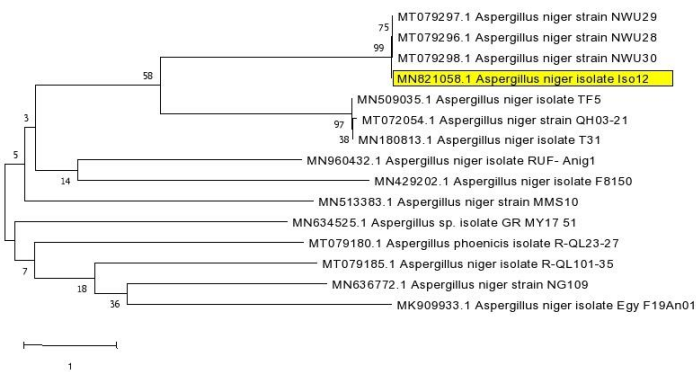 MT079297.1 Aspergillus niger strain NWU29
75
MT079296.1 Aspergillus niger strain NWU28
99
MT079298.1 Aspergillus niger strain NWU30
58
MN821058.1 Aspergillus niger isolate Iso12
MN509035.1 Aspergillus niger isolate TF5
3
MT072054.1 Aspergillus niger strain QH03-21
97
38
MN180813.1 Aspergillus niger isolate T31
5
MN960432.1 Aspergillus niger isolate RUF- Anig1
14
MN429202.1 Aspergillus niger isolate F8150
MN513383.1 Aspergillus niger strain MMS10
MN634525.1 Aspergillus sp. isolate GR MY17 51
MT079180.1 Aspergillus phoenicis isolate R-QL23-27
7
MT079185.1 Aspergillus niger isolate R-QL101-35
18
MN636772.1 Aspergillus niger strain NG109
36
MK909933.1 Aspergillus niger isolate Egy F19An01
1